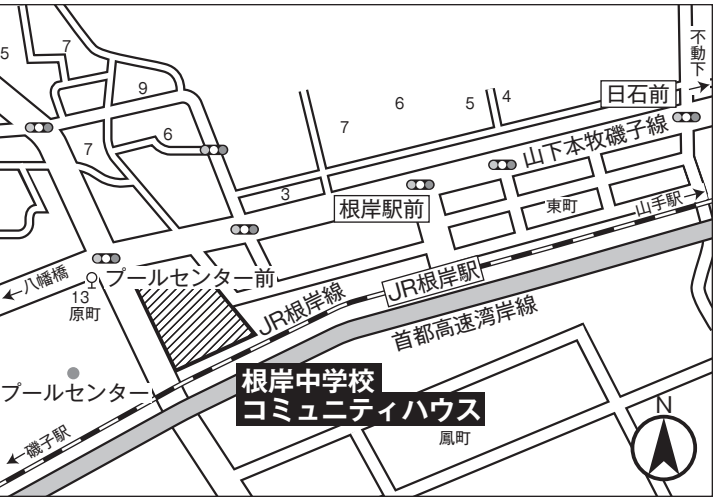 不動下
5
7
9
日石前
6
5
4
7
6
7
山下本牧磯子線
3
根岸駅前
東町
山手駅
八幡橋
プールセンター前
13
原町
JR根岸線
JR根岸駅
首都高速湾岸線
プールセンター
根岸中学校
コミュニティハウス
磯子駅
鳳町
N